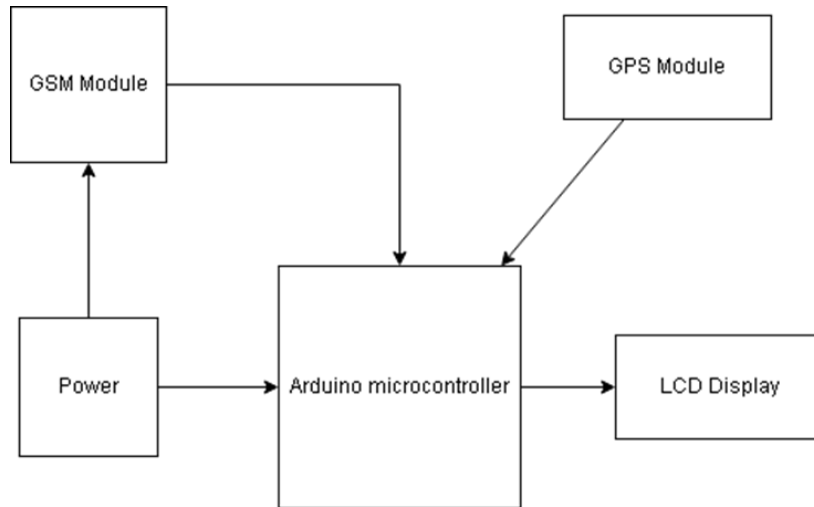 GSM Module
GPS Module
Power
Arduino microcontroller
LCD Display